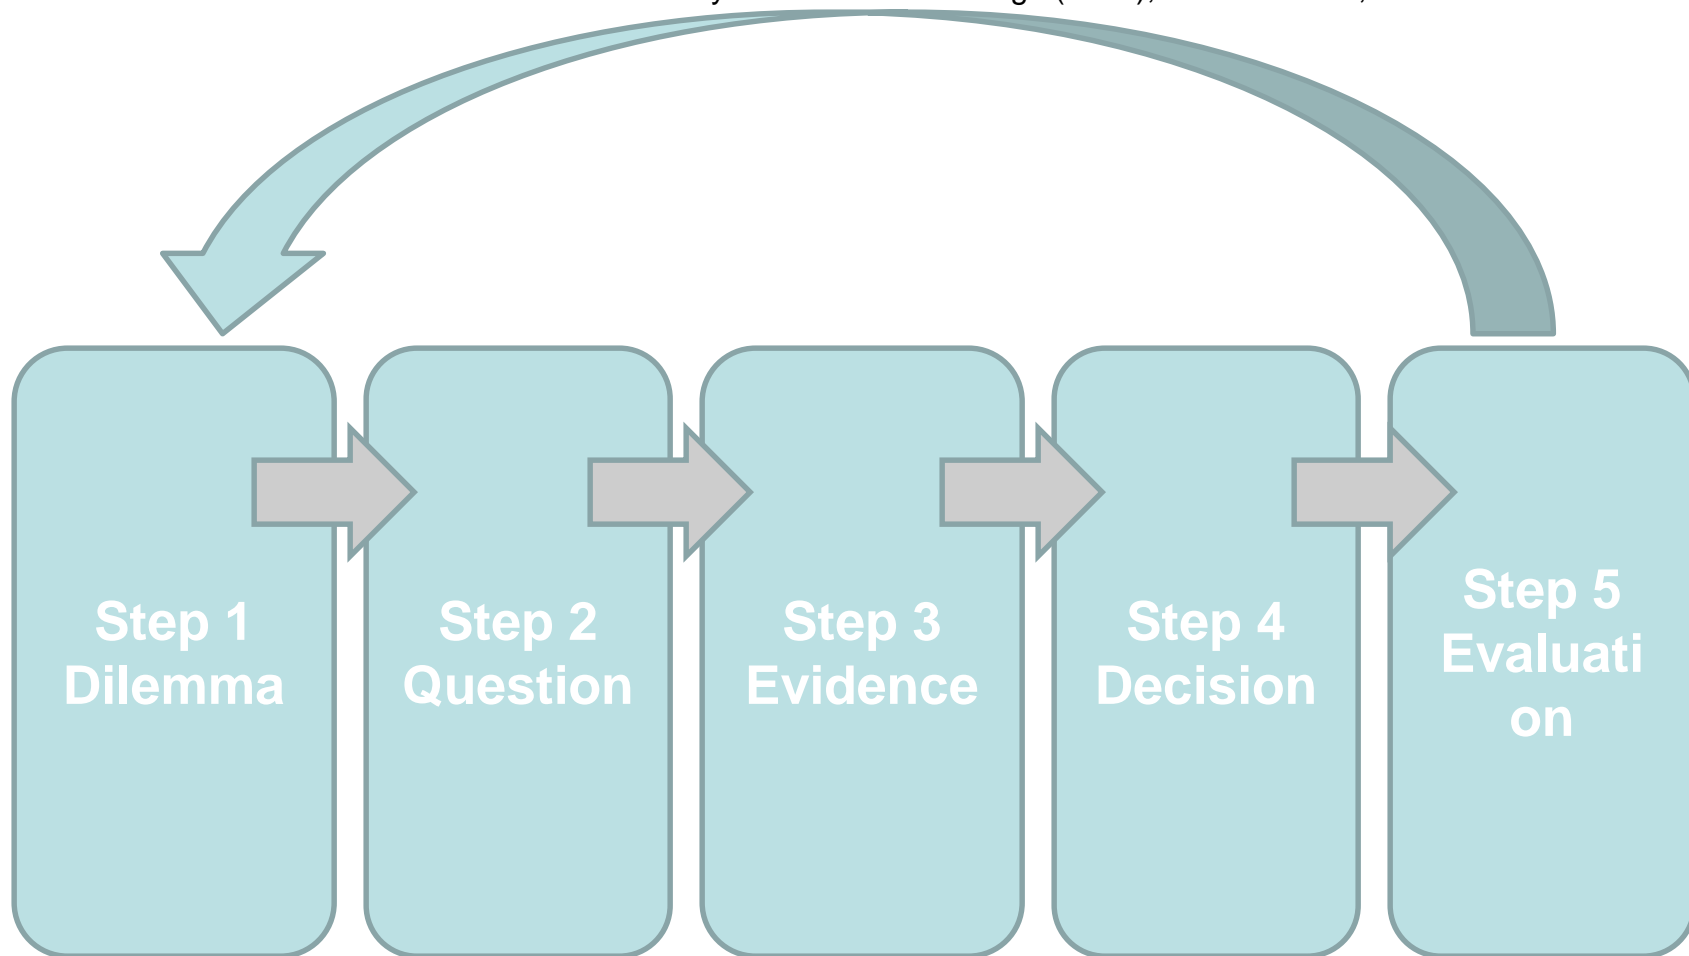 Step 1
Dilemma
Step 2
Question
Step 3
Evidence
Step 4
Decision
Step 5
Evaluati
on